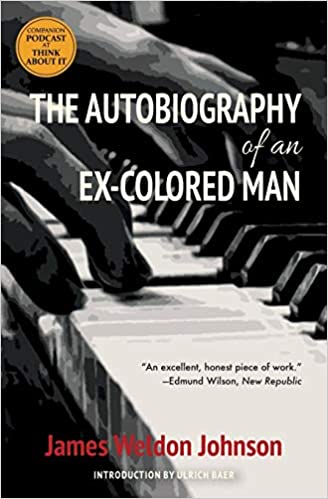 COMPANION
PODCAST AT
THINK
ABOUT IT
THE AUTOBIOGRAPHY
of an
EX-COLORED MAN
“An excellent, honest piece of work.”
—Edmund Wilson, New Republic
James Weldon Johnson
INTRODUCTION BY ULRICH BAER